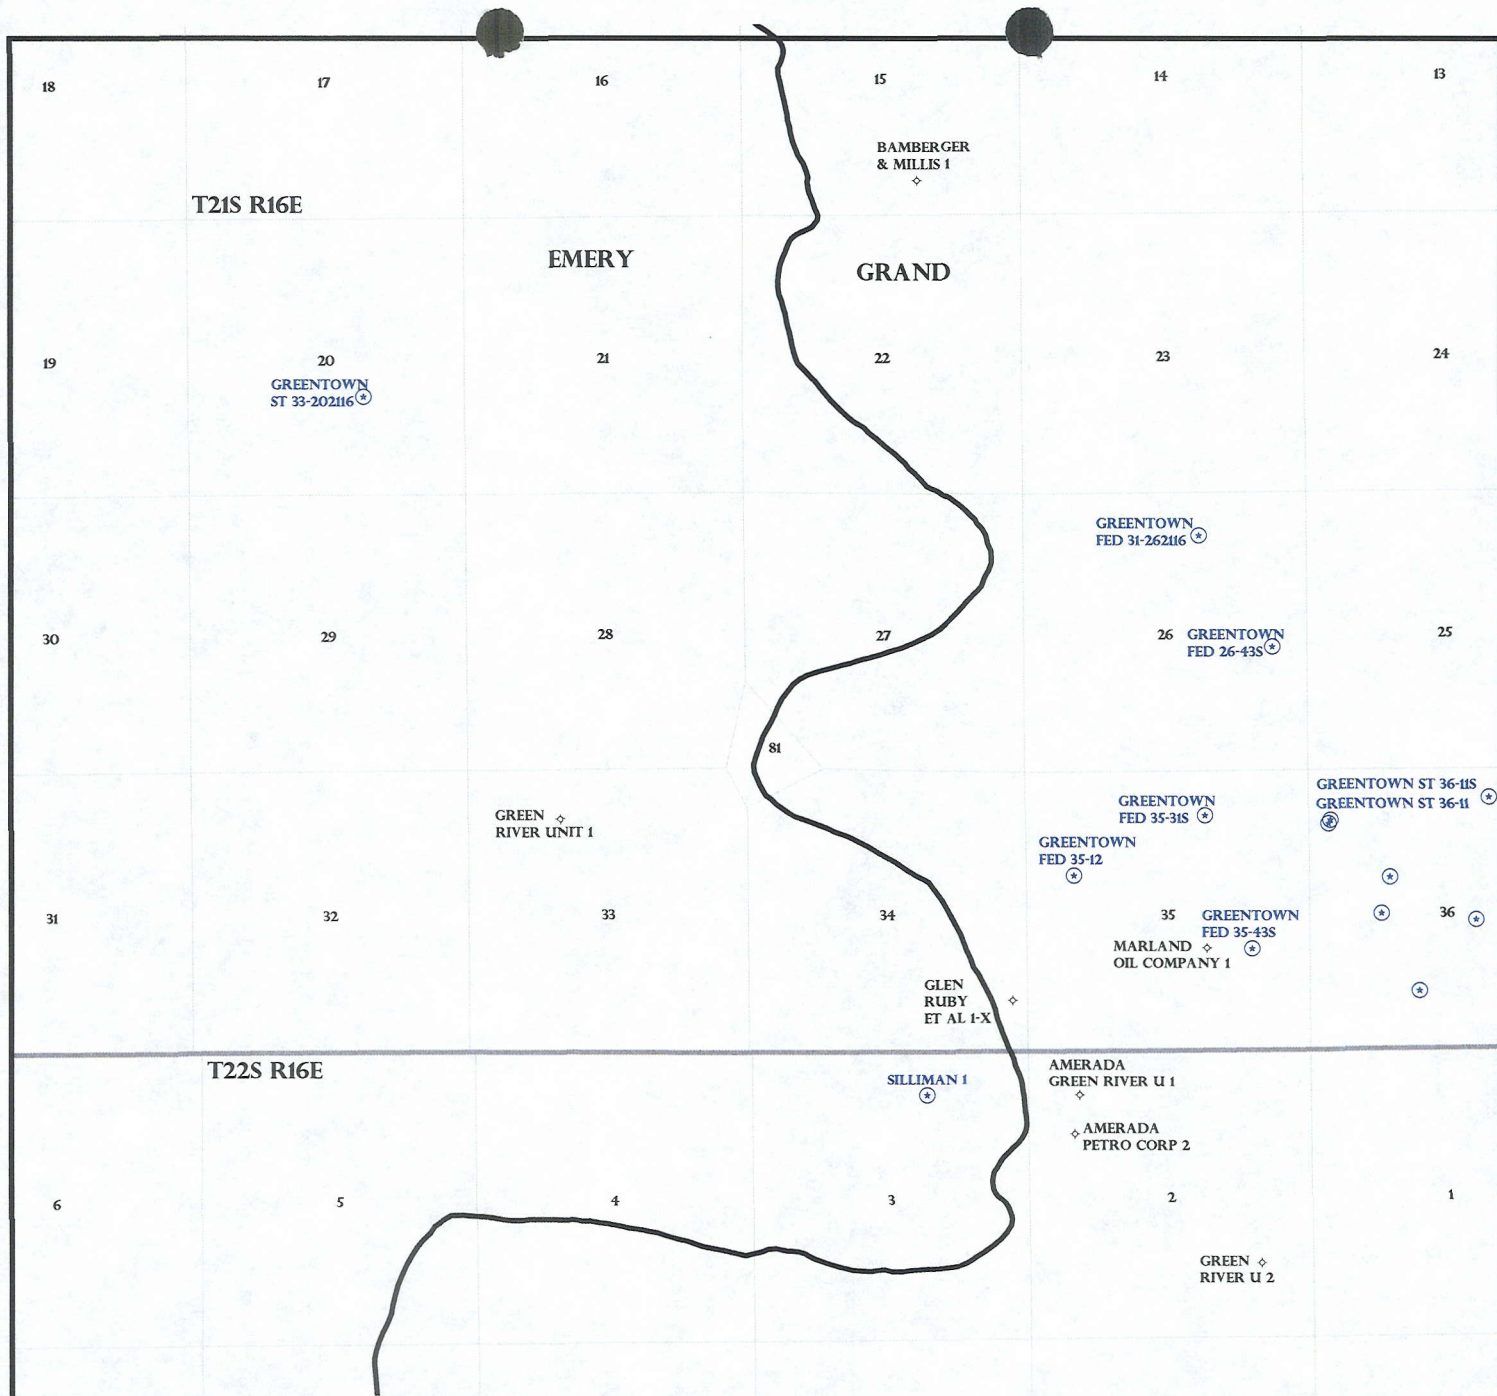 18
17
16
15
14
13
BAMBERGER
& MILLIS 1
T21S R16E
EMERY
GRAND
19
20
21
22
23
24
GREENTOWN
ST 33-202116
GREENTOWN
FED 31-262116
30
29
28
27
26
25
GREENTOWN
FED 26-43S
81
GREENTOWN ST 36-11S
GREENTOWN ST 36-11
GREEN
RIVER UNIT 1
GREENTOWN
FED 35-31S
GREENTOWN
FED 35-12
31
32
33
34
35
36
GREENTOWN
FED 35-43S
MARLAND
OIL COMPANY 1
GLEN
RUBY
ET AL 1-X
T22S R16E
SILLIMAN 1
AMERADA
GREEN RIVER U 1
AMERADA
PETRO CORP 2
6
5
4
3
2
1
GREEN
RIVER U 2